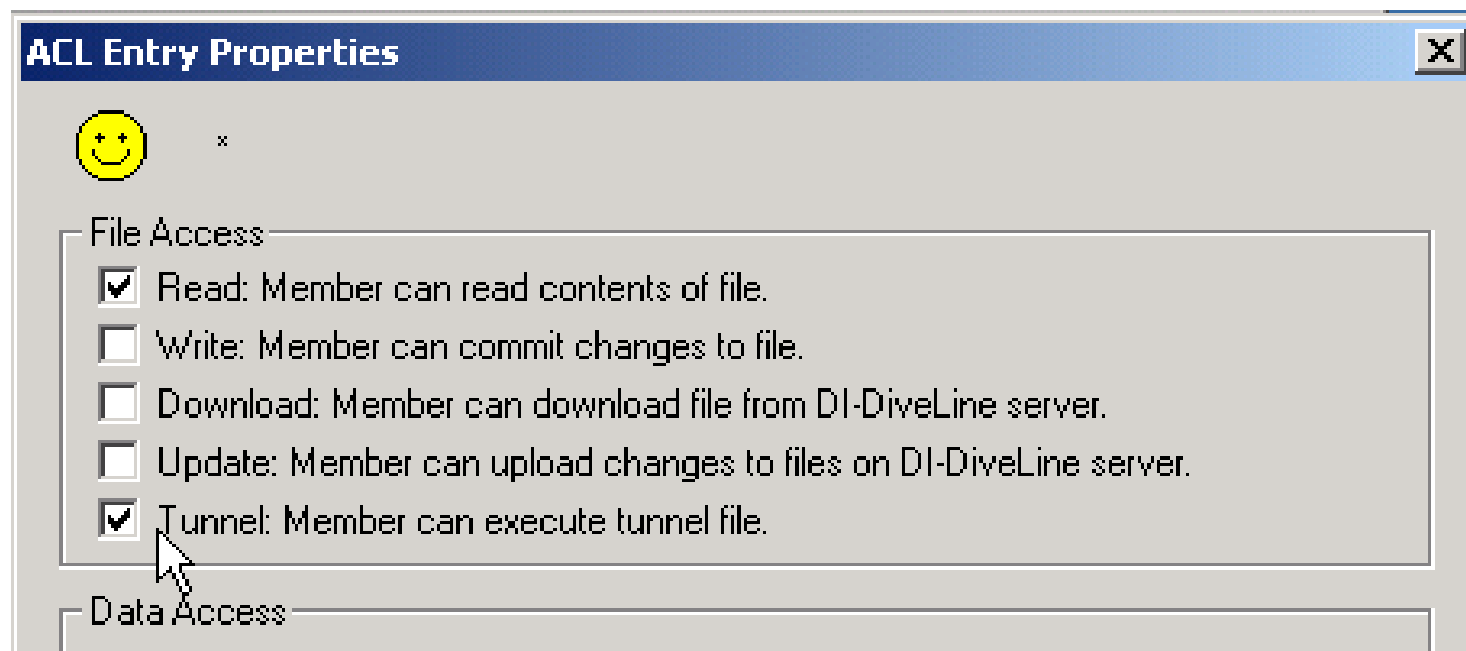 ACL Entry Properties
*
File Access
Read: Member can read contents of file.
Write: Member can commit changes to file.
Download: Member can download file from DI-DiveLine server.
Update: Member can upload changes to files on DI-DiveLine server.
Tunnel: Member can execute tunnel file.
Data Access